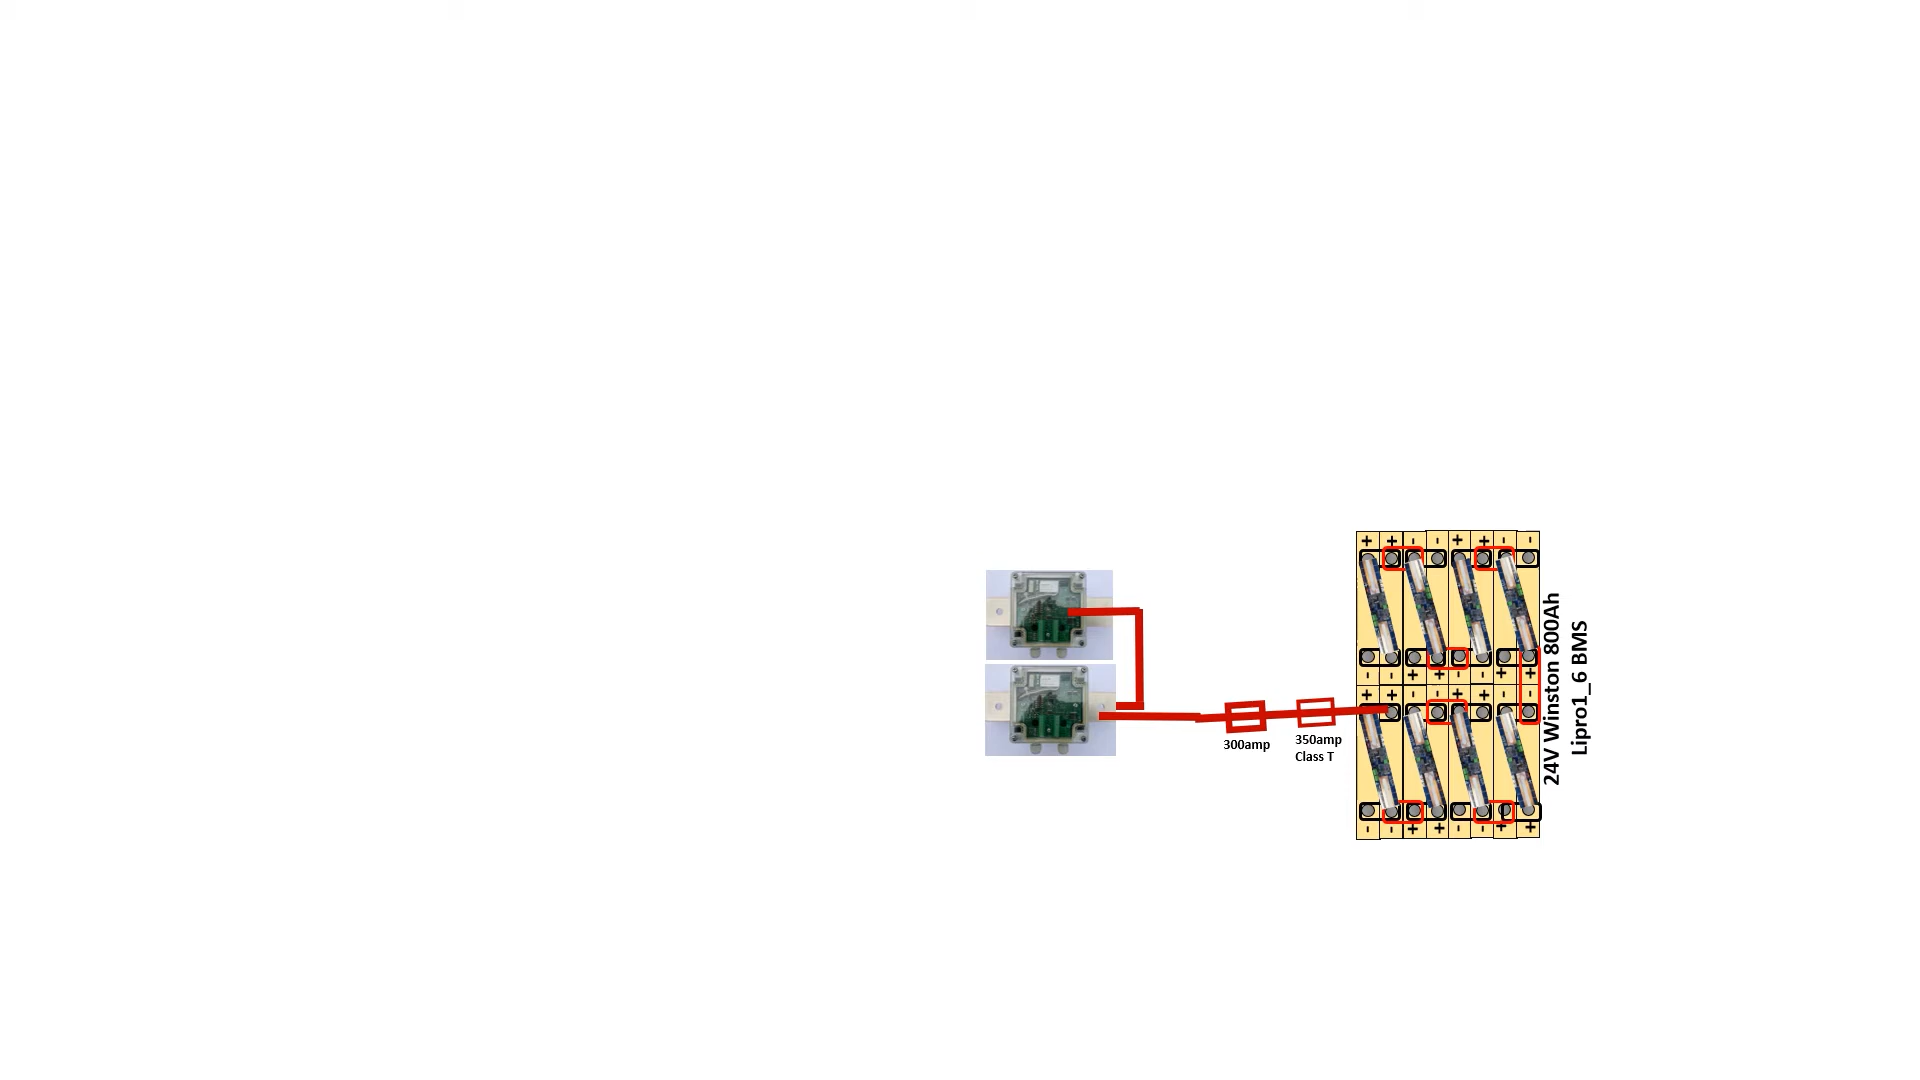 + + - - + + - -
- - + + - - + +
+ + - - + + - -
- - + + - - + +
300amp
350amp
Class T
24V Winston 800Ah
Lipro1_6 BMS